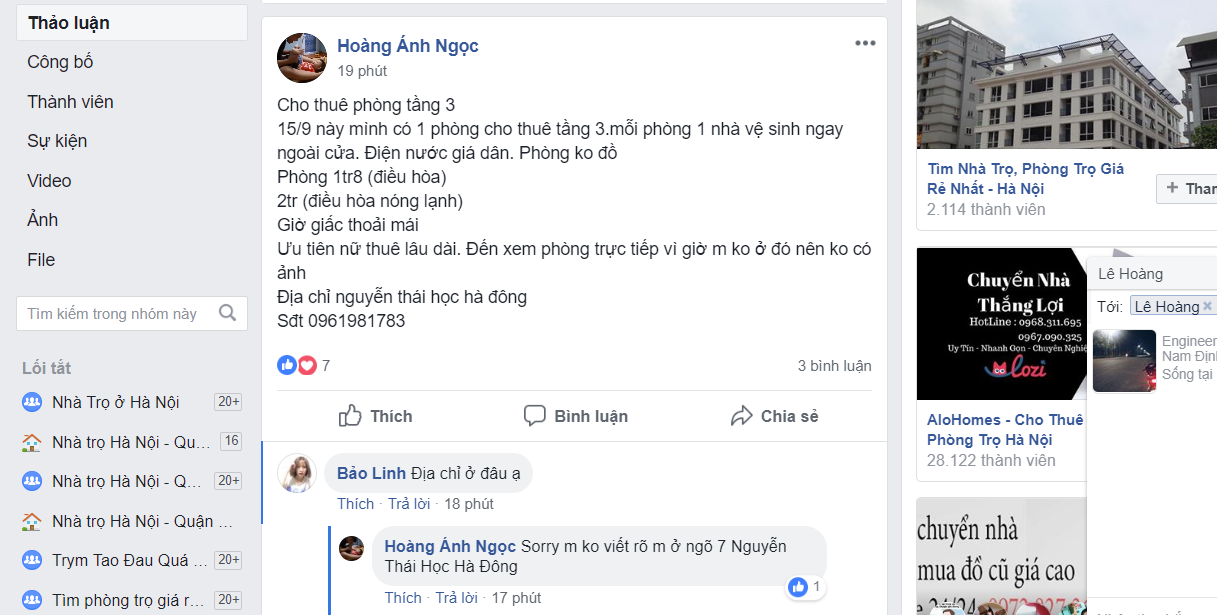 Thảo luận
Công bố
Thành viên
Sự kiện
Video
Ảnh
File
Tìm kiếm trong nhóm này
Lối tắt
Nhà Trọ ở Hà Nội 20+
Nhà trọ Hà Nội - Qu... 16
Nhà trọ Hà Nội - Q... 20+
Nhà trọ Hà Nội - Quận ...
Trym Tao Đau Quá ... 20+
Tìm phòng trọ giá r... 20+
Hoàng Ánh Ngọc
19 phút
Cho thuê phòng tầng 3
15/9 này mình có 1 phòng cho thuê tầng 3.mỗi phòng 1 nhà vệ sinh ngay
ngoài cửa. Điện nước giá dân. Phòng ko đồ
Phòng 1tr8 (điều hòa)
2tr (điều hòa nóng lạnh)
Giờ giấc thoải mái
Ưu tiên nữ thuê lâu dài. Đến xem phòng trực tiếp vì giờ m ko ở đó nên ko có
ảnh
Địa chỉ nguyễn thái học hà đông
Sđt 0961981783
7
3 bình luận
Thích Bình luận Chia sẻ
Bảo Linh Địa chỉ ở đâu ạ
Thích · Trả lời · 18 phút
Hoàng Ánh Ngọc Sorry m ko viết rõ m ở ngõ 7 Nguyễn
Thái Học Hà Đông
1
Thích · Trả lời · 17 phút
Tìm Nhà Trọ, Phòng Trọ Giá
Rẻ Nhất - Hà Nội
2.114 thành viên
+ Than
Chuyển Nhà
Thắng Lợi
HotLine : 0968.311.695
0967.090.325
Uy Tín - Nhanh Gọn - Chuyên Nghiệ
lozi
AloHomes - Cho Thuê
Phòng Trọ Hà Nội
28.122 thành viên
chuyển nhà
mua đồ cũ giá cao
24/24
Lê Hoàng
Tới: Lê Hoàng
Engineer
Nam Địn
Sống tại